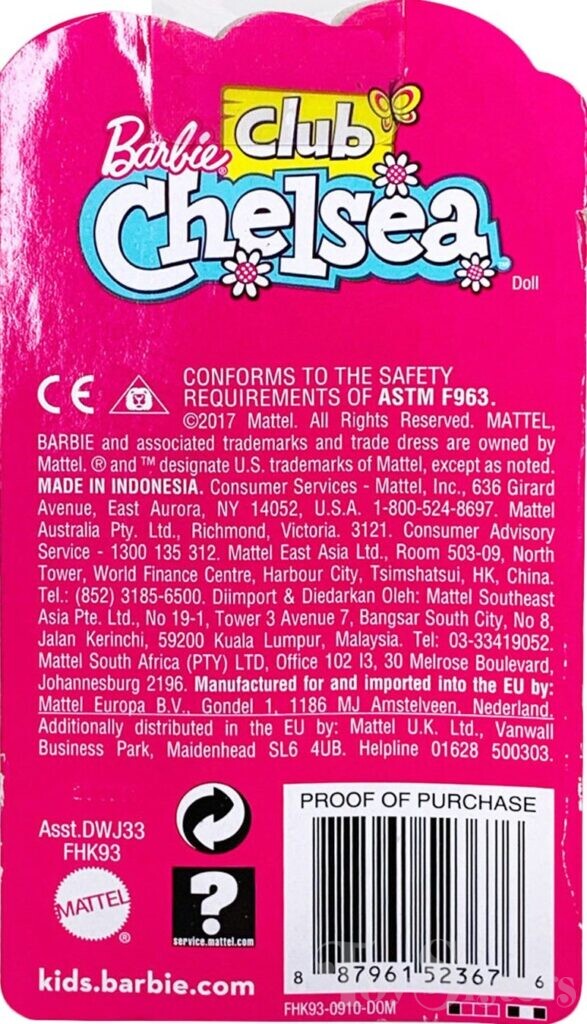 Barbie® Club
Chelsea™
Doll
CE
CONFORMS TO THE SAFETY
REQUIREMENTS OF ASTM F963.
©2017 Mattel. All Rights Reserved. MATTEL,
BARBIE and associated trademarks and trade dress are owned by
Mattel. ® and ™ designate U.S. trademarks of Mattel, except as noted.
MADE IN INDONESIA. Consumer Services - Mattel, Inc., 636 Girard
Avenue, East Aurora, NY 14052, U.S.A. 1-800-524-8697. Mattel
Australia Pty. Ltd., Richmond, Victoria. 3121. Consumer Advisory
Service - 1300 135 312. Mattel East Asia Ltd., Room 503-09, North
Tower, World Finance Centre, Harbour City, Tsimshatsui, HK, China.
Tel.: (852) 3185-6500. Diimport & Diedarkan Oleh: Mattel Southeast
Asia Pte. Ltd., No 19-1, Tower 3 Avenue 7, Bangsar South City, No 8,
Jalan Kerinchi, 59200 Kuala Lumpur, Malaysia. Tel: 03-33419052.
Mattel South Africa (PTY) LTD, Office 102 I3, 30 Melrose Boulevard,
Johannesburg 2196. Manufactured for and imported into the EU by:
Mattel Europa B.V., Gondel 1, 1186 MJ Amstelveen, Nederland.
Additionally distributed in the EU by: Mattel U.K. Ltd., Vanwall
Business Park, Maidenhead SL6 4UB. Helpline 01628 500303.
Asst.DWJ33
FHK93
MATTEL®
?
service.mattel.com
kids.barbie.com
PROOF OF PURCHASE
8 87961 52367 6
FHK93-0910-DOM